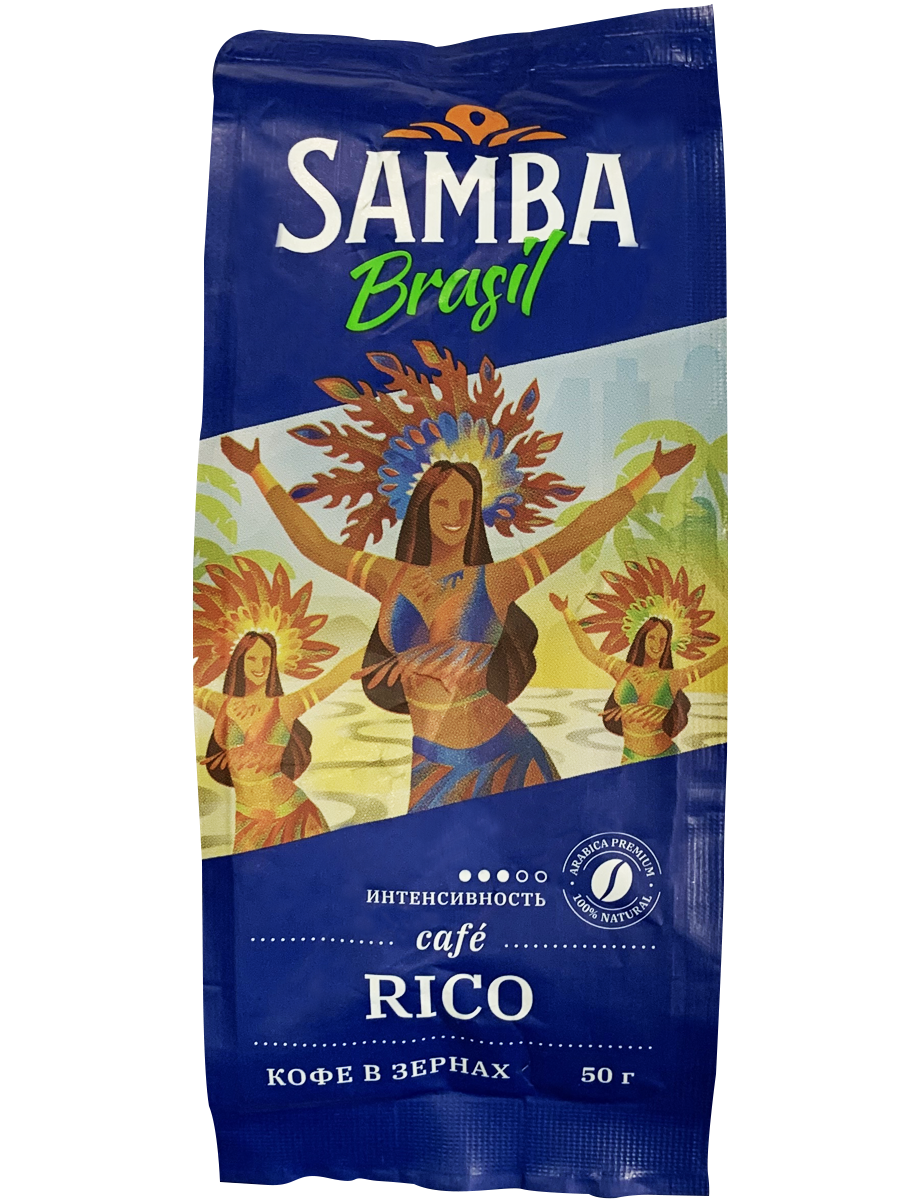 SAMBA
Brasil
ИНТЕНСИВНОСТЬ
ARABICA PREMIUM
100% NATURAL
café
RICO
КОФЕ В ЗЕРНАХ 50 г